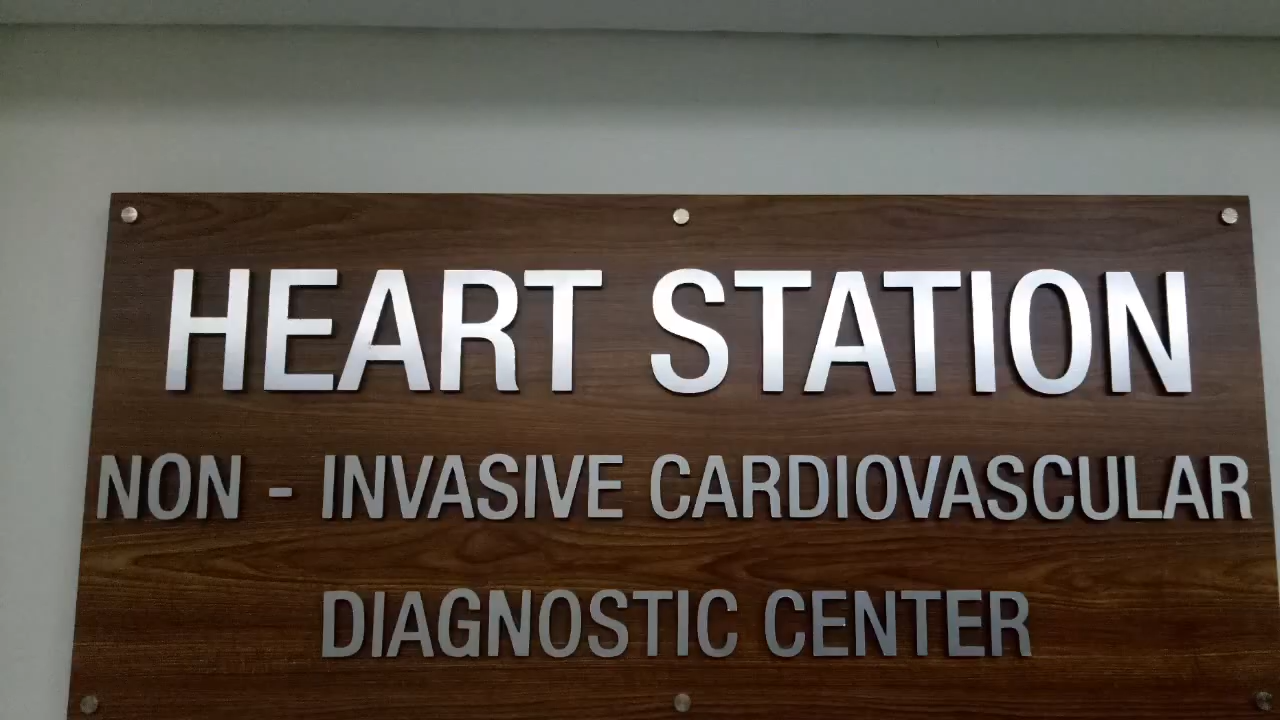 HEART STATION
NON - INVASIVE CARDIOVASCULAR
DIAGNOSTIC CENTER